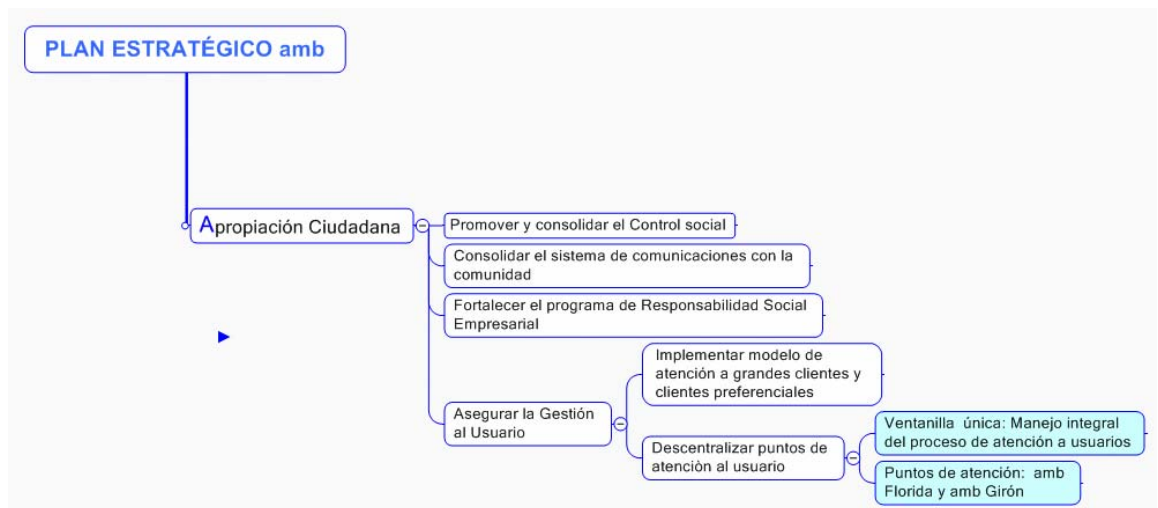 PLAN ESTRATÉGICO amb
Apropiación Ciudadana
Promover y consolidar el Control social
Consolidar el sistema de comunicaciones con la
comunidad
Fortalecer el programa de Responsabilidad Social
Empresarial
Asegurar la Gestión
al Usuario
Implementar modelo de
atención a grandes clientes y
clientes preferenciales
Descentralizar puntos de
atenciòn al usuario
Ventanilla única: Manejo integral
del proceso de atención a usuarios
Puntos de atención: amb
Florida y amb Girón